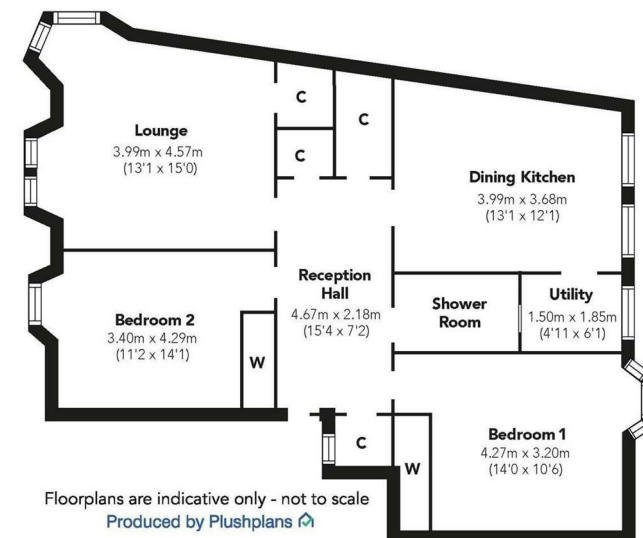 C
C
C
Lounge
3.99m x 4.57m
(13'1 x 15'0)
Dining Kitchen
3.99m x 3.68m
(13'1 x 12'1)
Reception
Hall
4.67m x 2.18m
(15'4 x 7'2)
Shower
Room
Utility
1.50m x 1.85m
(4'11 x 6'1)
Bedroom 2
3.40m x 4.29m
(11'2 x 14'1)
W
C
W
Bedroom 1
4.27m x 3.20m
(14'0 x 10'6)
Floorplans are indicative only - not to scale
Produced by Plushplans